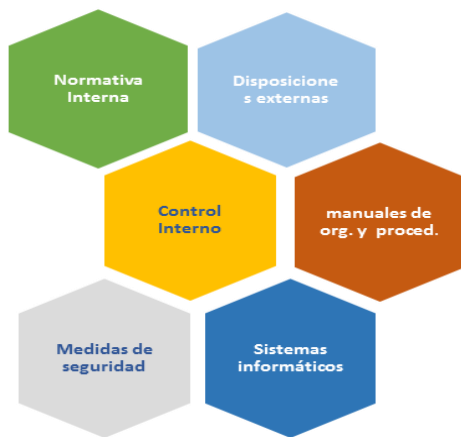 Normativa
Interna
Disposicione
s externas
Control
Interno
manuales de
org. y proced.
Medidas de
seguridad
Sistemas
informáticos